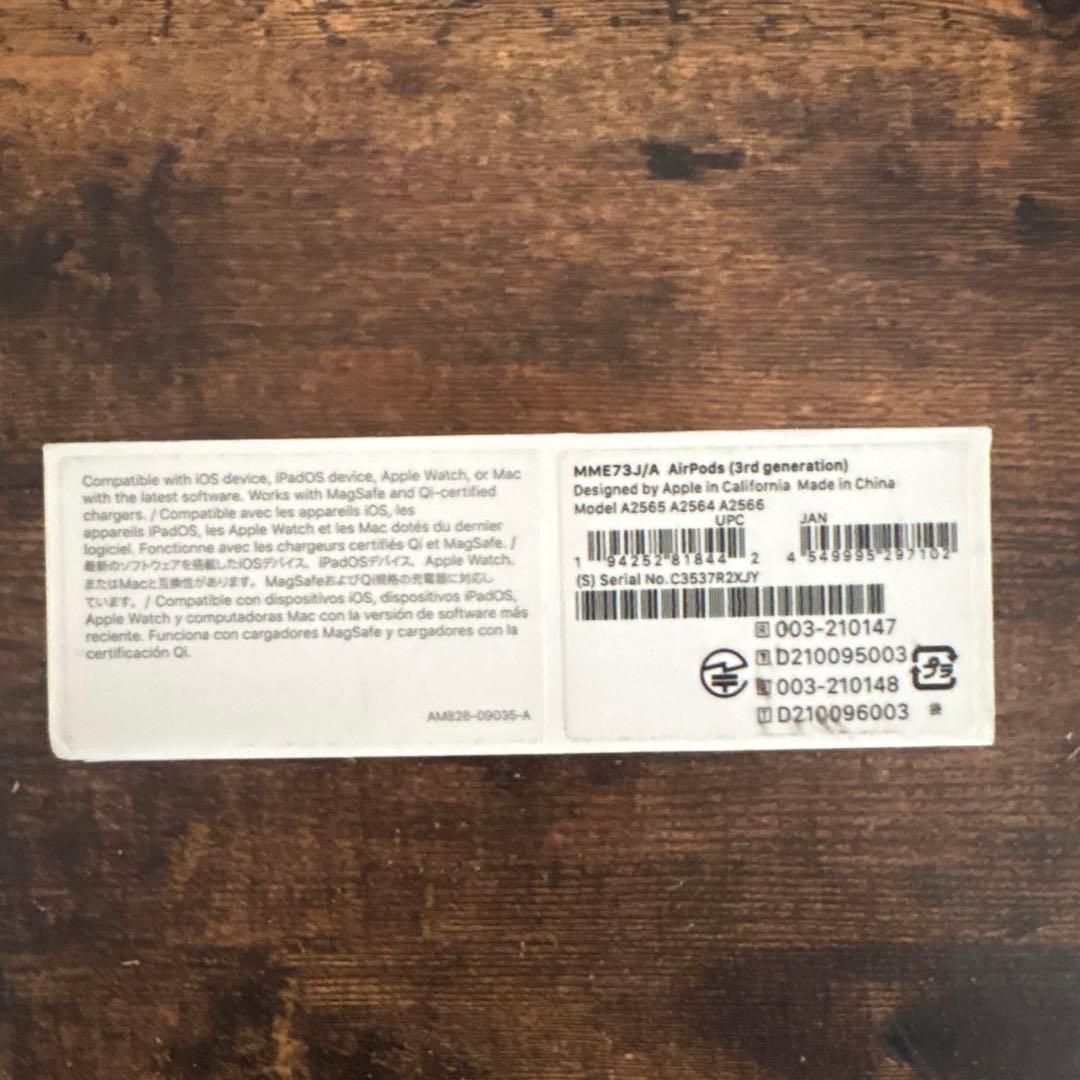 Compatible with iOS device, iPadOS device, Apple Watch, or Mac
with the latest software. Works with MagSafe and Qi-certified
chargers. / Compatible avec les appareils iOS, les
appareils iPadOS, les Apple Watch et les Mac dotés du dernier
logiciel. Fonctionne avec les chargeurs certifiés Qi et MagSafe. /
最新のソフトウェアを搭載したiOSデバイス、iPadOSデバイス、Apple Watch、
またはMacと互換性があります。MagSafeおよびQi規格の充電器に対応し
ています。/ Compatible con dispositivos iOS, dispositivos iPadOS,
Apple Watch y computadoras Mac con la versión de software más
reciente. Funciona con cargadores MagSafe y cargadores con la
certificación Qi.
AM828-09035-A
MME73J/A AirPods (3rd generation)
Designed by Apple in California Made in China
Model A2565 A2564 A2566
UPC
1 94252 81844 2
JAN
4 549995 297102
(S) Serial No. C3537R2XJY
R 003-210147
T D210095003
R 003-210148
T D210096003
プラ
袋